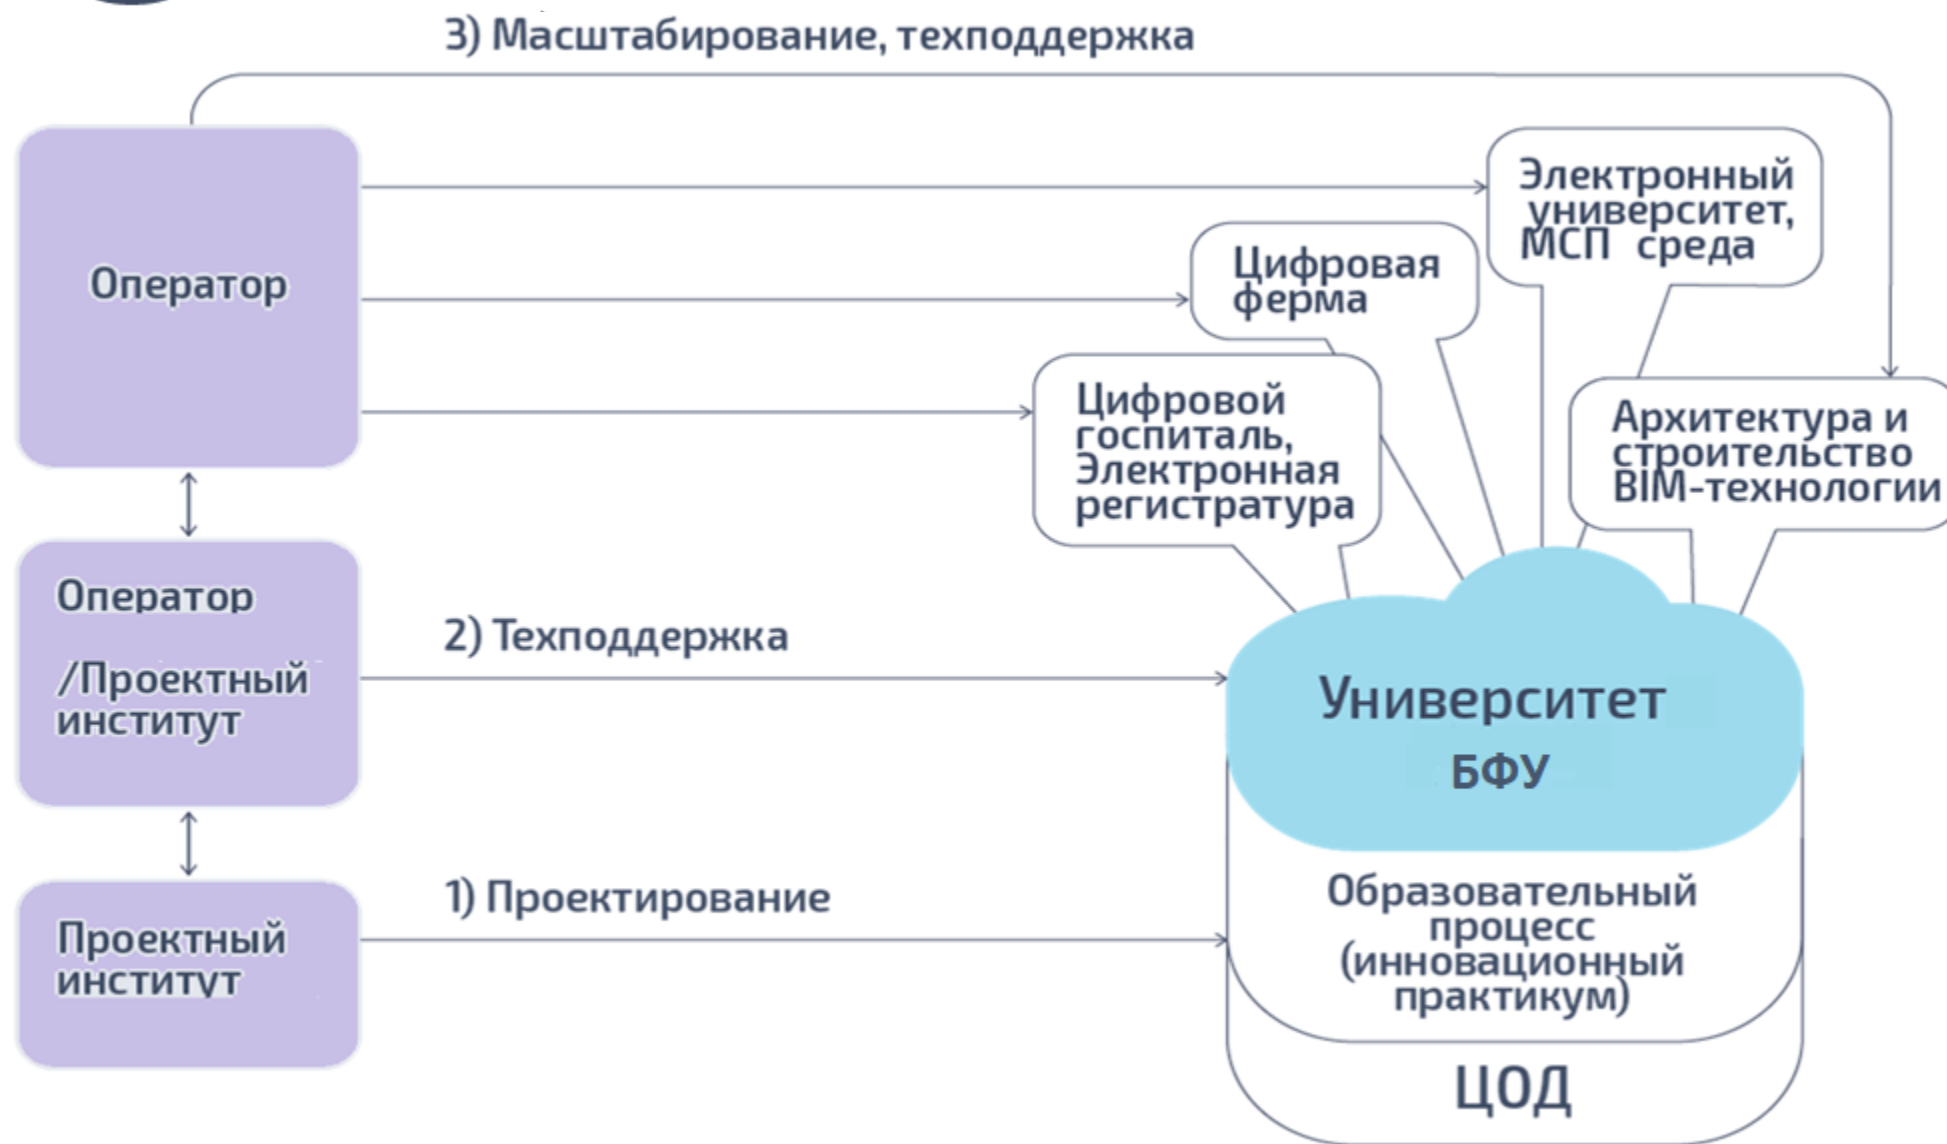 3) Масштабирование, техподдержка
Оператор
Электронный
университет,
МСП среда
Цифровая
ферма
Цифровой
госпиталь,
Электронная
регистратура
Архитектура и
строительство
BIM-технологии
Оператор
/Проектный
институт
2) Техподдержка
Университет
БФУ
Проектный
институт
1) Проектирование
Образовательный
процесс
(инновационный
практикум)
ЦОД